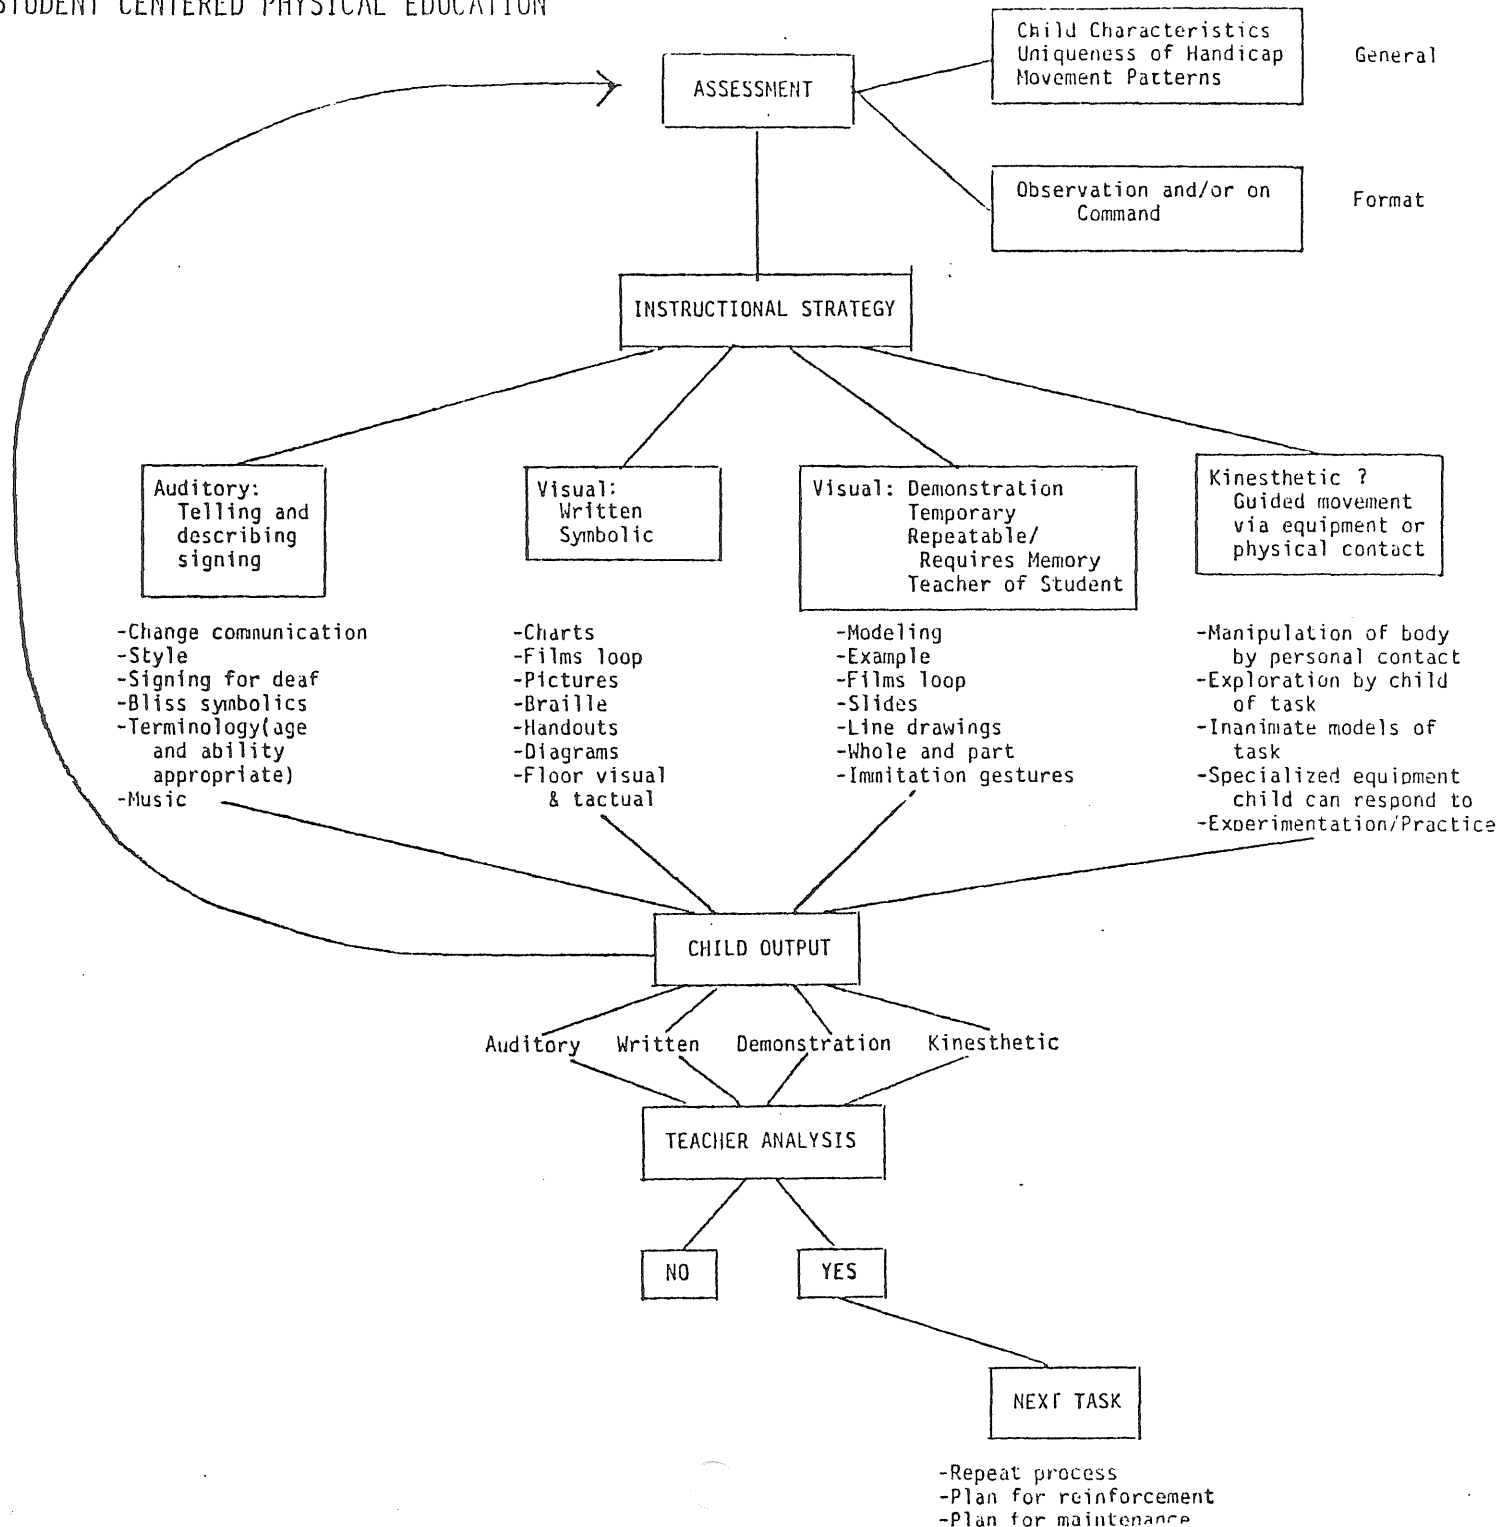 STUDENT CENTERED PHYSICAL EDUCATION
ASSESSMENT
Child Characteristics
Uniqueness of Handicap
Movement Patterns
General
Observation and/or on
Command
Format
INSTRUCTIONAL STRATEGY
Auditory:
Telling and
describing
signing
-Change communication
-Style
-Signing for deaf
-Bliss symbolics
-Terminology(age
and ability
appropriate)
-Music
Visual:
Written
Symbolic
-Charts
-Films loop
-Pictures
-Braille
-Handouts
-Diagrams
-Floor visual
& tactual
Visual: Demonstration
Temporary
Repeatable/
Requires Memory
Teacher of Student
-Modeling
-Example
-Films loop
-Slides
-Line drawings
-Whole and part
-Immitation gestures
Kinesthetic ?
Guided movement
via equipment or
physical contact
-Manipulation of body
by personal contact
-Exploration by child
of task
-Inanimate models of
task
-Specialized equipment
child can respond to
-Experimentation/Practice
CHILD OUTPUT
Auditory Written Demonstration Kinesthetic
TEACHER ANALYSIS
NO
YES
NEXT TASK
-Repeat process
-Plan for reinforcement
-Plan for maintenance